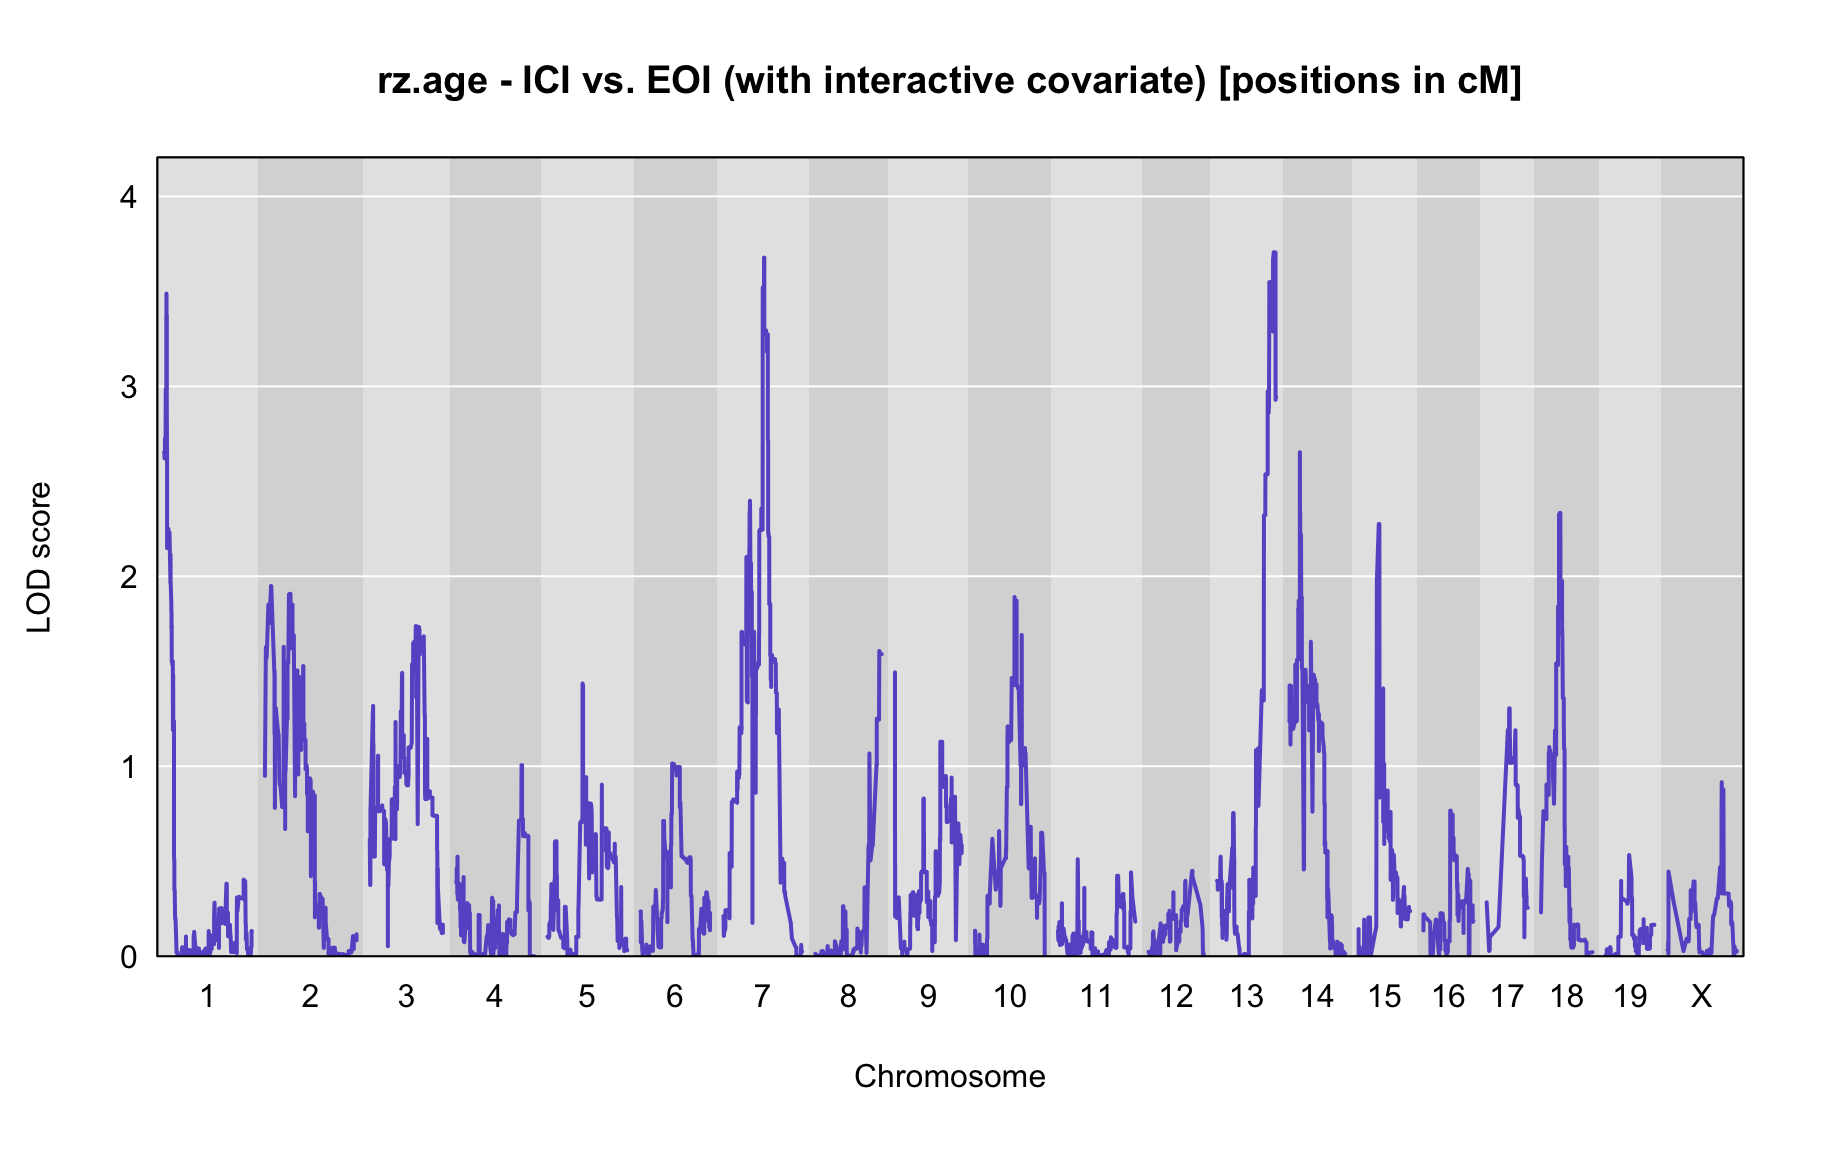 rz.age - ICI vs. EOI (with interactive covariate) [positions in cM]
4
3
2
1
0
LOD score
1 2 3 4 5 6 7 8 9 10 11 12 13 14 15 16 17 18 19 X
Chromosome